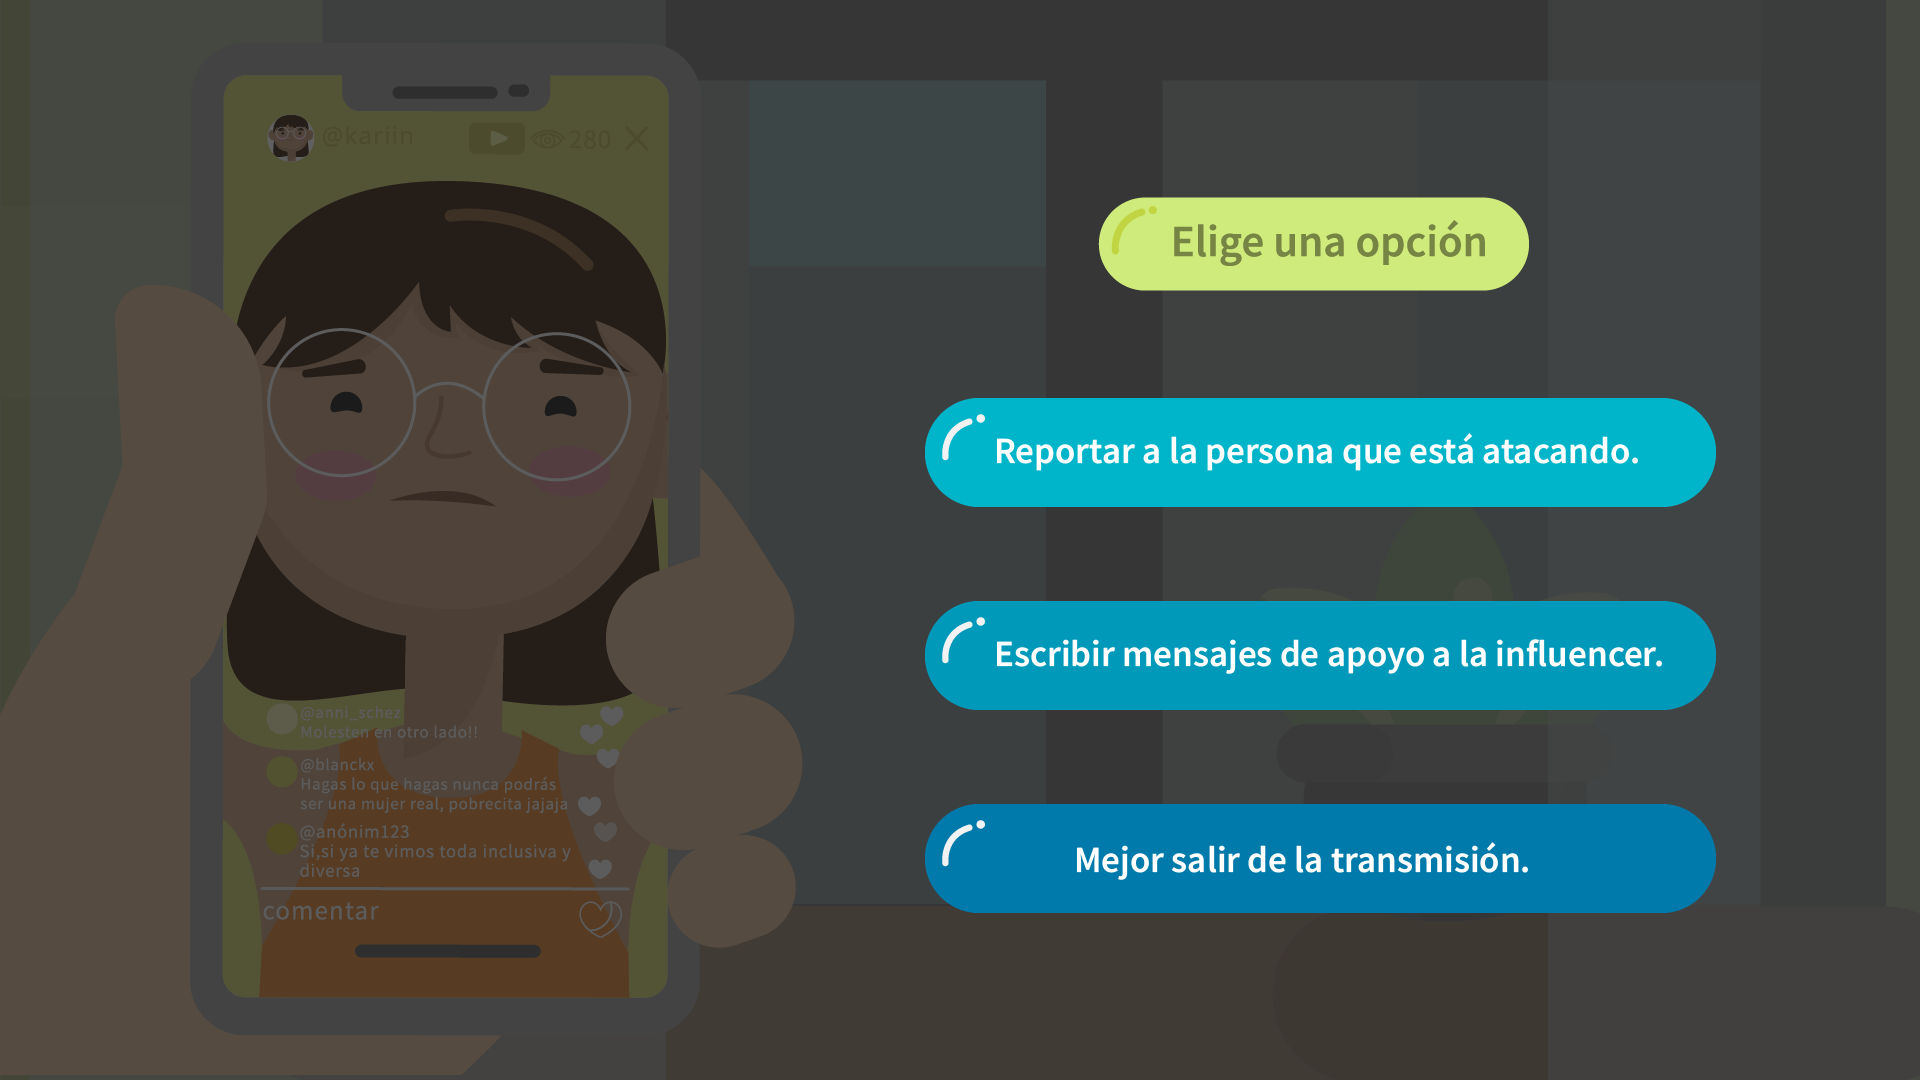 @kariin
280
Elige una opción
Reportar a la persona que está atacando.
Escribir mensajes de apoyo a la influencer.
Mejor salir de la transmisión.
@anni_schez
Molesten en otro lado!!
@blanckx
Hagas lo que hagas nunca podrás
ser una mujer real, pobrecita jajaja
@anónim123
Si,si ya te vimos toda inclusiva y
diversa
comentar